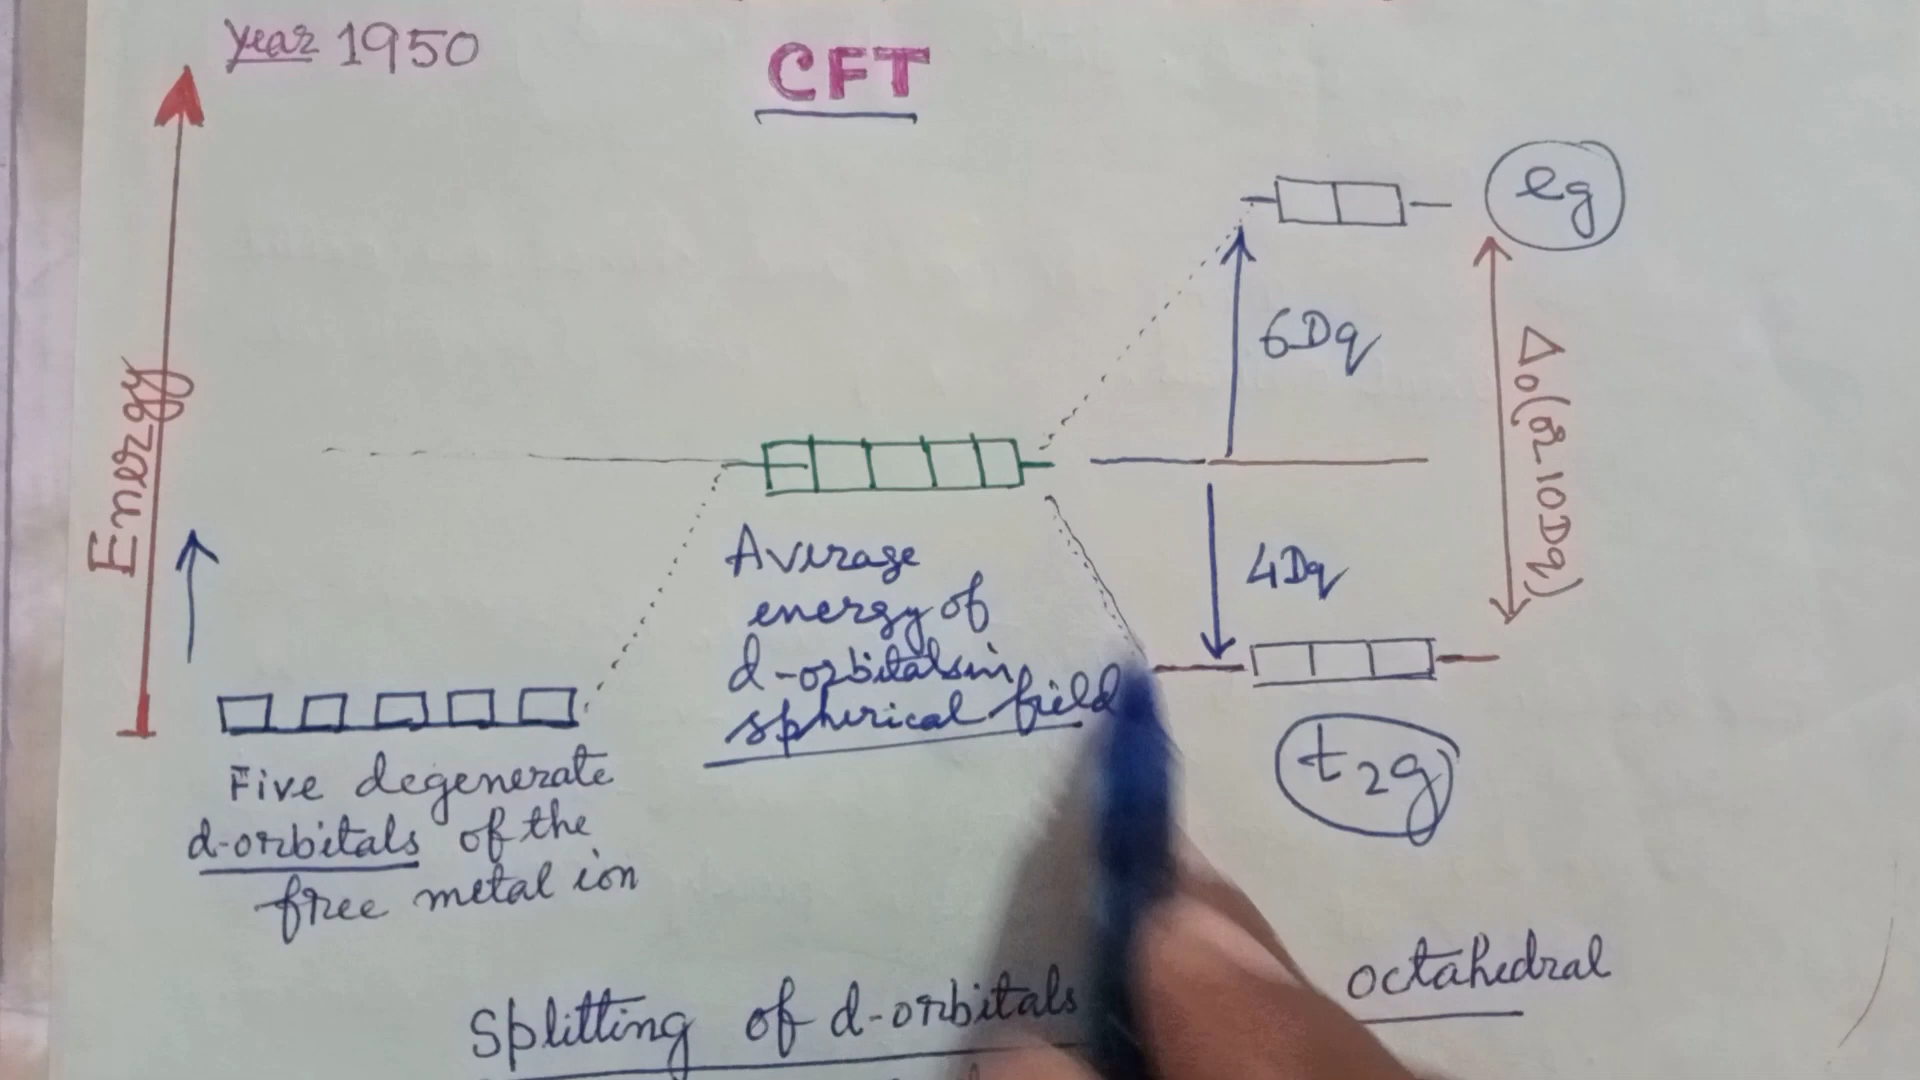 Year 1950
CFT
eg
6Dq
Δo (or 10Dq)
Energy
4Dq
Average
energy of
d-orbitals in
spherical field
t2g
Five degenerate
d-orbitals of the
free metal ion
Splitting of d-orbitals
octahedral